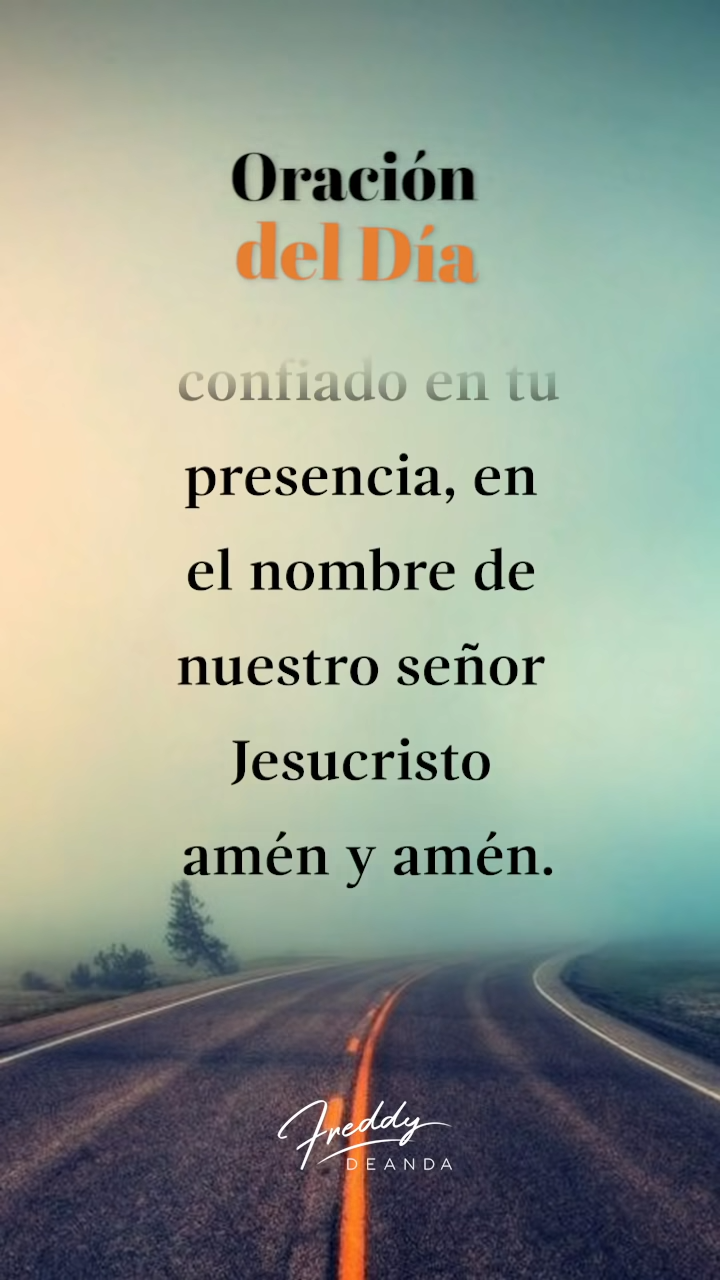 Oración
del Día
confiado en tu
presencia, en
el nombre de
nuestro señor
Jesucristo
amén y amén.
Freddy
DEANDA